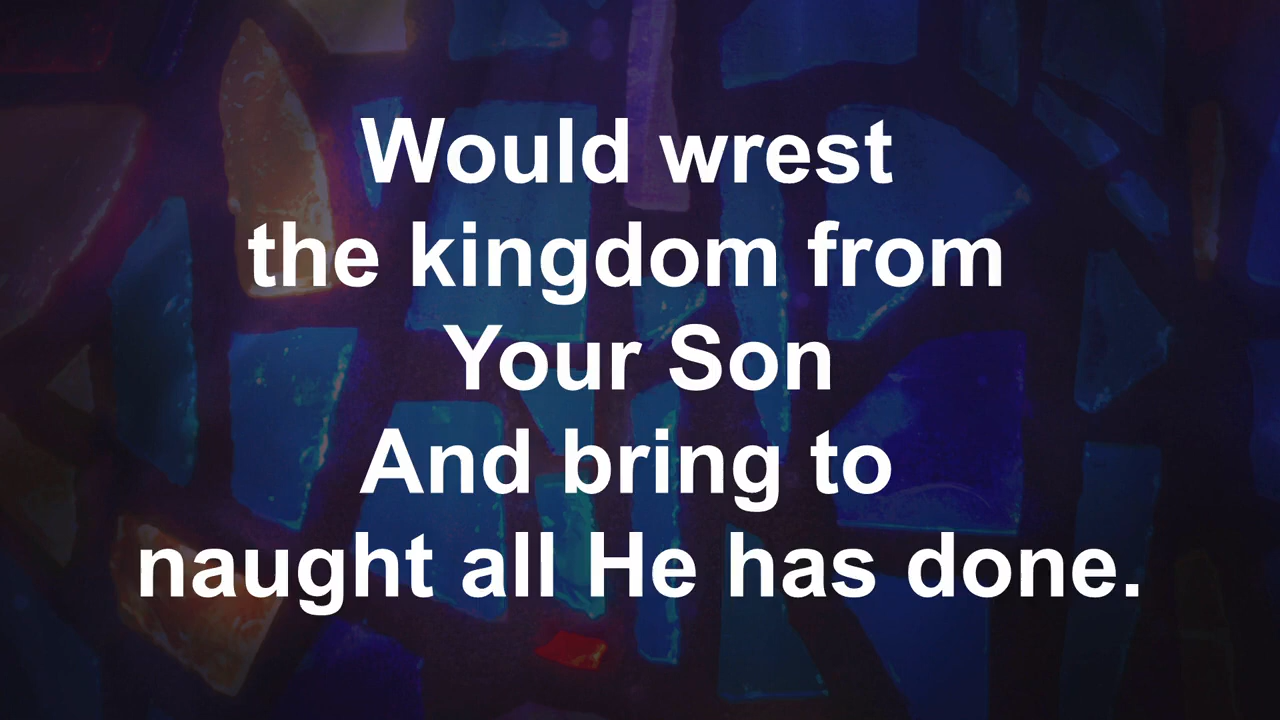 Would wrest
the kingdom from
Your Son
And bring to
naught all He has done.